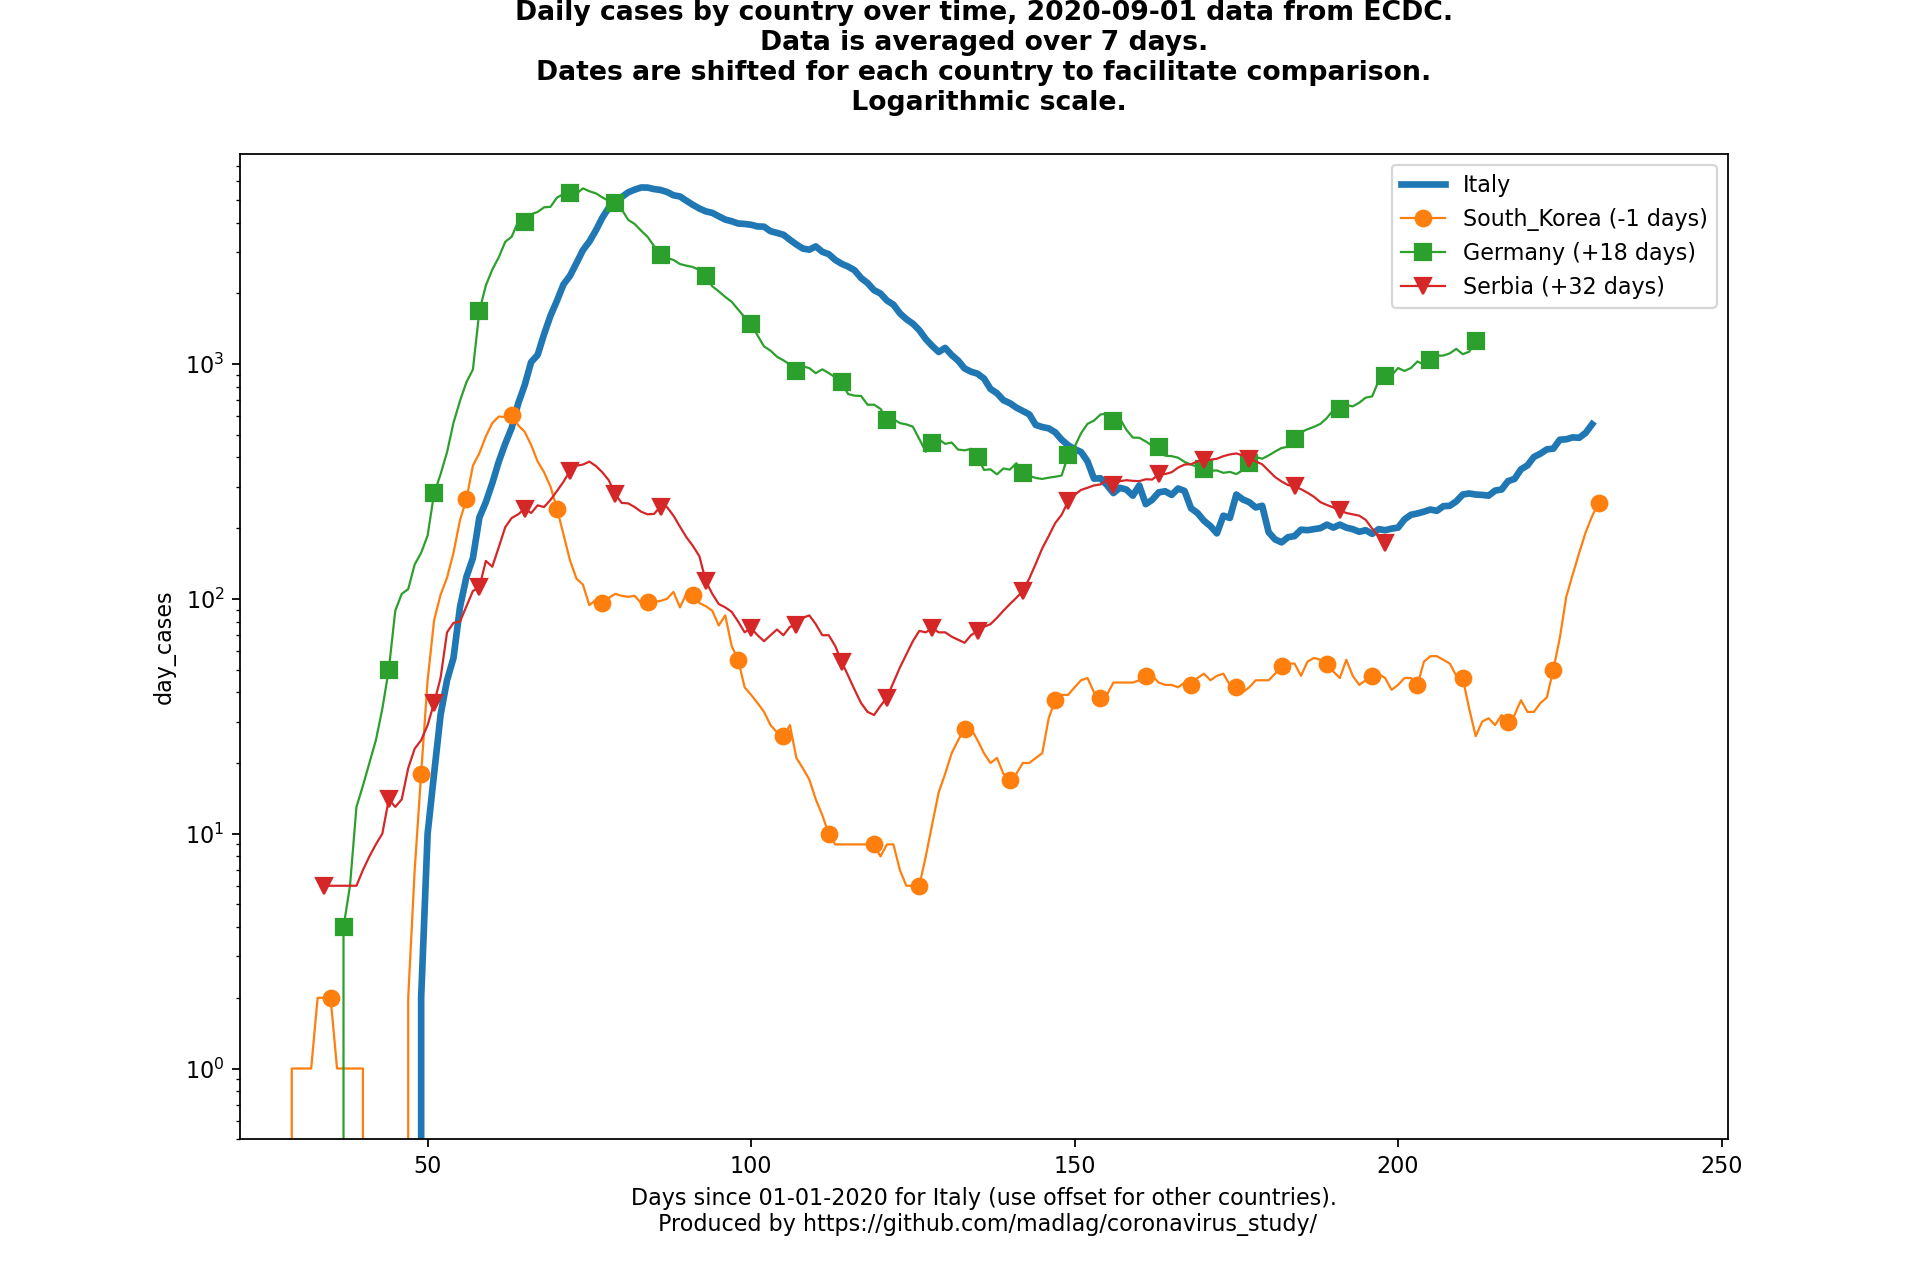 Daily cases by country over time, 2020-09-01 data from ECDC.
Data is averaged over 7 days.
Dates are shifted for each country to facilitate comparison.
Logarithmic scale.
Italy
South_Korea (-1 days)
Germany (+18 days)
Serbia (+32 days)
day_cases
10³
10²
10¹
10⁰
50 100 150 200 250
Days since 01-01-2020 for Italy (use offset for other countries).
Produced by https://github.com/madlag/coronavirus_study/